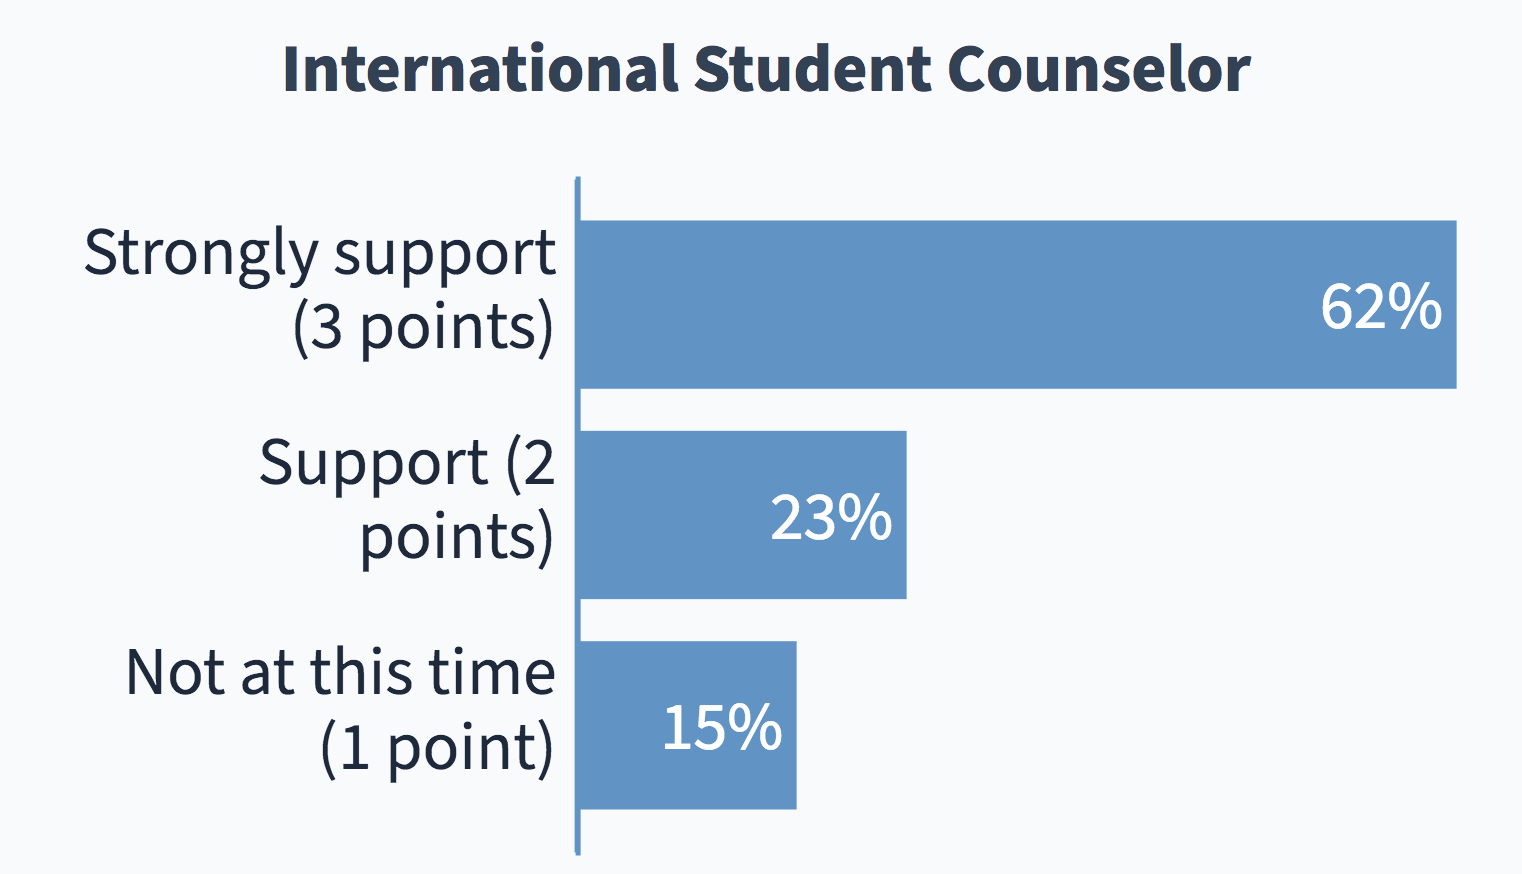 International Student Counselor
Strongly support
(3 points)
62%
Support (2
points)
23%
Not at this time
(1 point)
15%